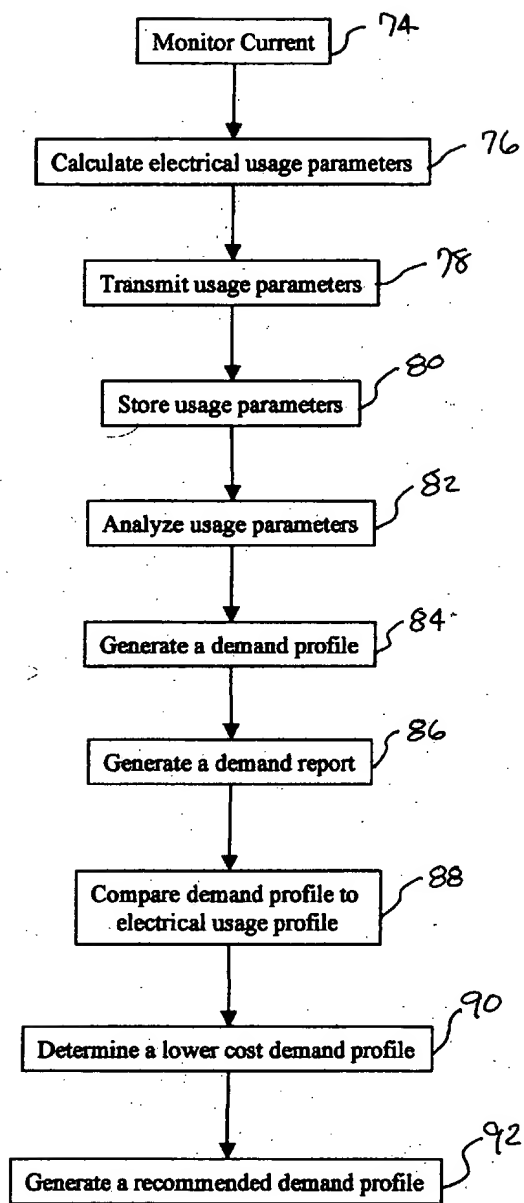 Monitor Current 74
Calculate electrical usage parameters 76
Transmit usage parameters 78
Store usage parameters 80
Analyze usage parameters 82
Generate a demand profile 84
Generate a demand report 86
Compare demand profile to 88
electrical usage profile
Determine a lower cost demand profile 90
Generate a recommended demand profile 92